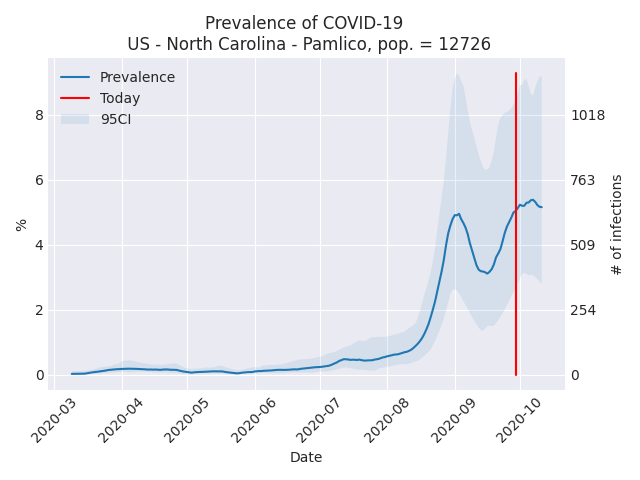 Prevalence of COVID-19
US - North Carolina - Pamlico, pop. = 12726
Prevalence
Today
95CI
8
6
4
2
0
%
1018
763
509
254
0
# of infections
2020-03
2020-04
2020-05
2020-06
2020-07
2020-08
2020-09
2020-10
Date